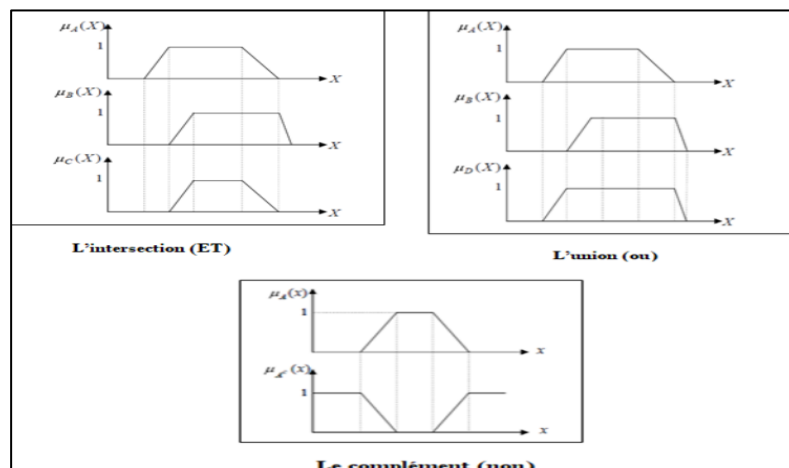 μA(X)
1
X
μB(X)
1
X
μC(X)
1
X
L'intersection (ET)
μA(X)
1
X
μB(X)
1
X
μD(X)
1
X
L'union (ou)
μA(x)
1
x
1
x
Le complément (non)